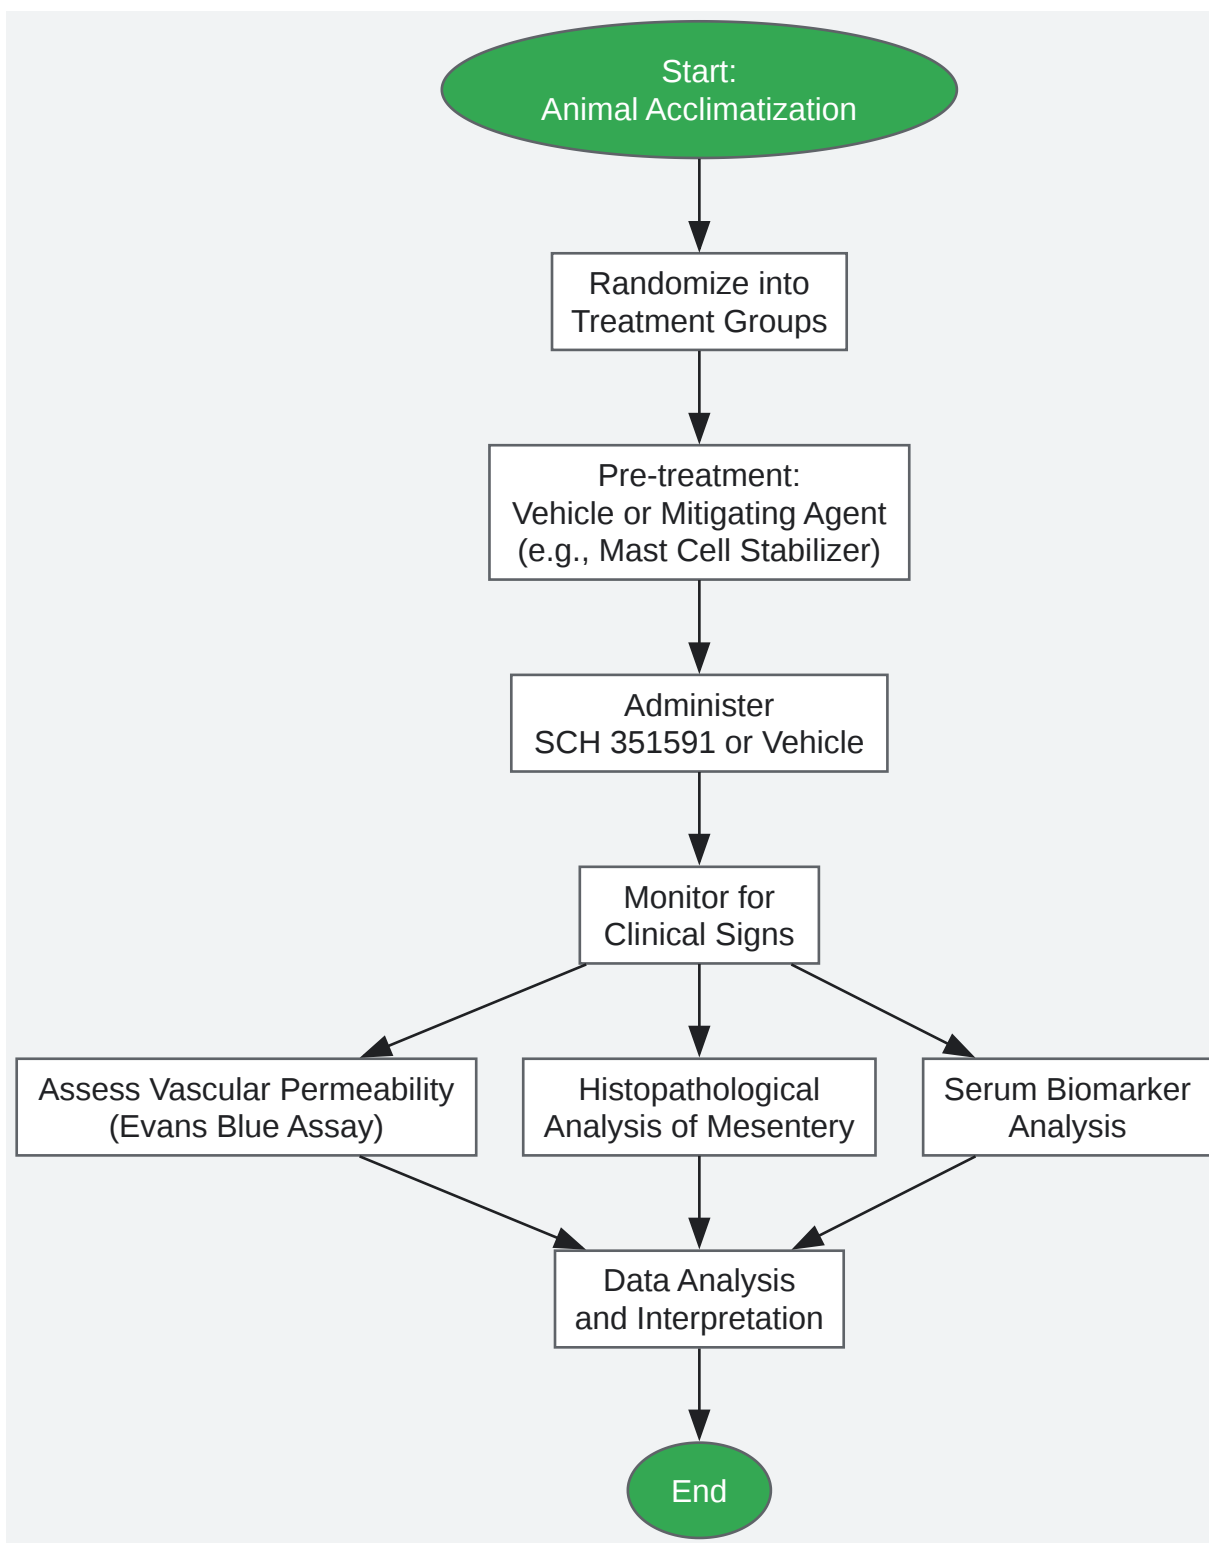 Start:
Animal Acclimatization
Randomize into
Treatment Groups
Pre-treatment:
Vehicle or Mitigating Agent
(e.g., Mast Cell Stabilizer)
Administer
SCH 351591 or Vehicle
Monitor for
Clinical Signs
Assess Vascular Permeability
(Evans Blue Assay)
Histopathological
Analysis of Mesentery
Serum Biomarker
Analysis
Data Analysis
and Interpretation
End